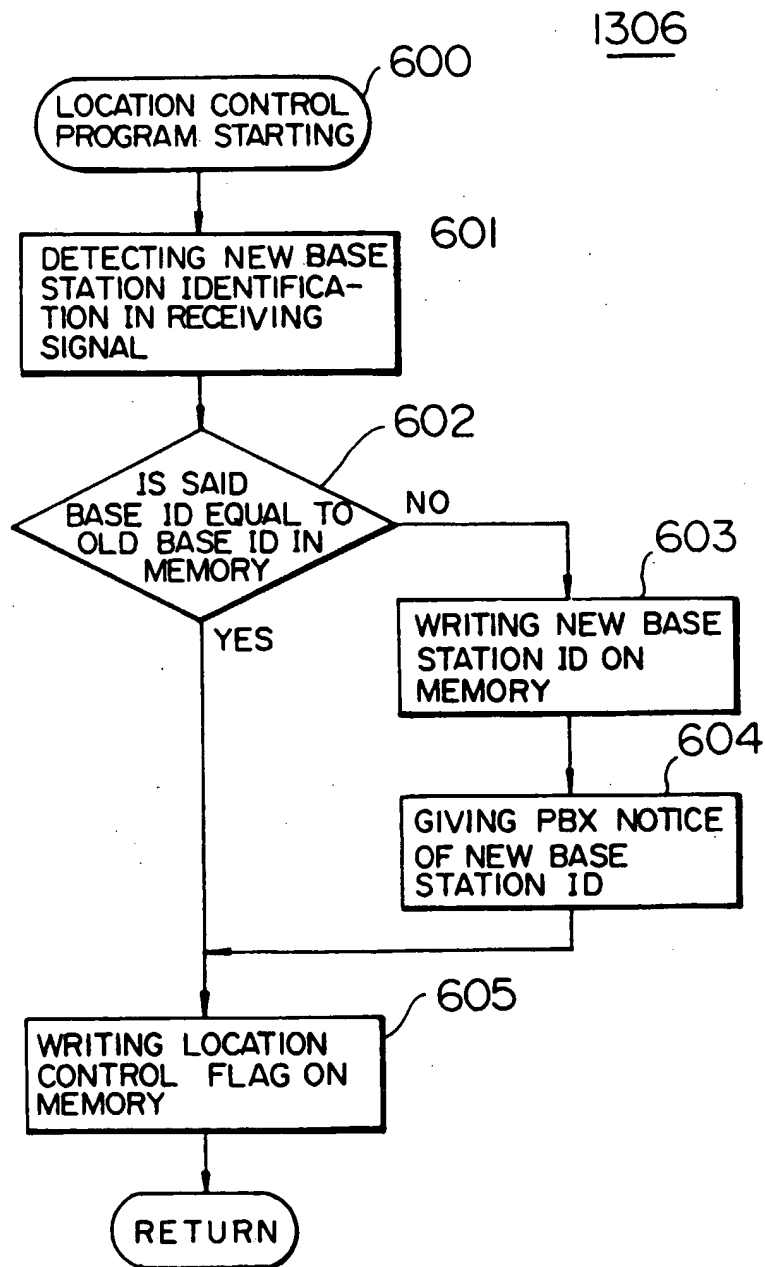 1306
600
LOCATION CONTROL
PROGRAM STARTING
601
DETECTING NEW BASE
STATION IDENTIFICA-
TION IN RECEIVING
SIGNAL
602
IS SAID
BASE ID EQUAL TO
OLD BASE ID IN
MEMORY
NO
YES
603
WRITING NEW BASE
STATION ID ON
MEMORY
604
GIVING PBX NOTICE
OF NEW BASE
STATION ID
605
WRITING LOCATION
CONTROL FLAG ON
MEMORY
RETURN